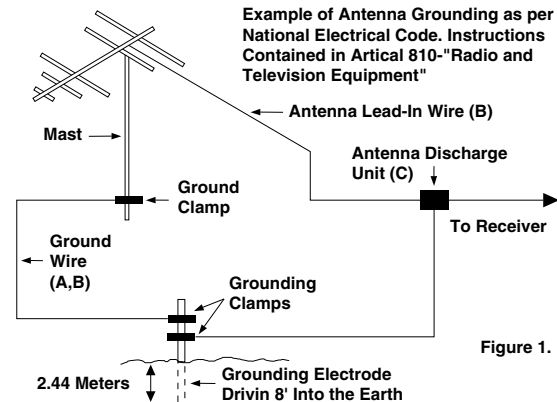 Example of Antenna Grounding as per
National Electrical Code. Instructions
Contained in Artical 810-"Radio and
Television Equipment"
Antenna Lead-In Wire (B)
Mast
Antenna Discharge
Unit (C)
Ground
Clamp
To Receiver
Ground
Wire
(A,B)
Grounding
Clamps
Figure 1.
2.44 Meters
Grounding Electrode
Drivin 8' Into the Earth